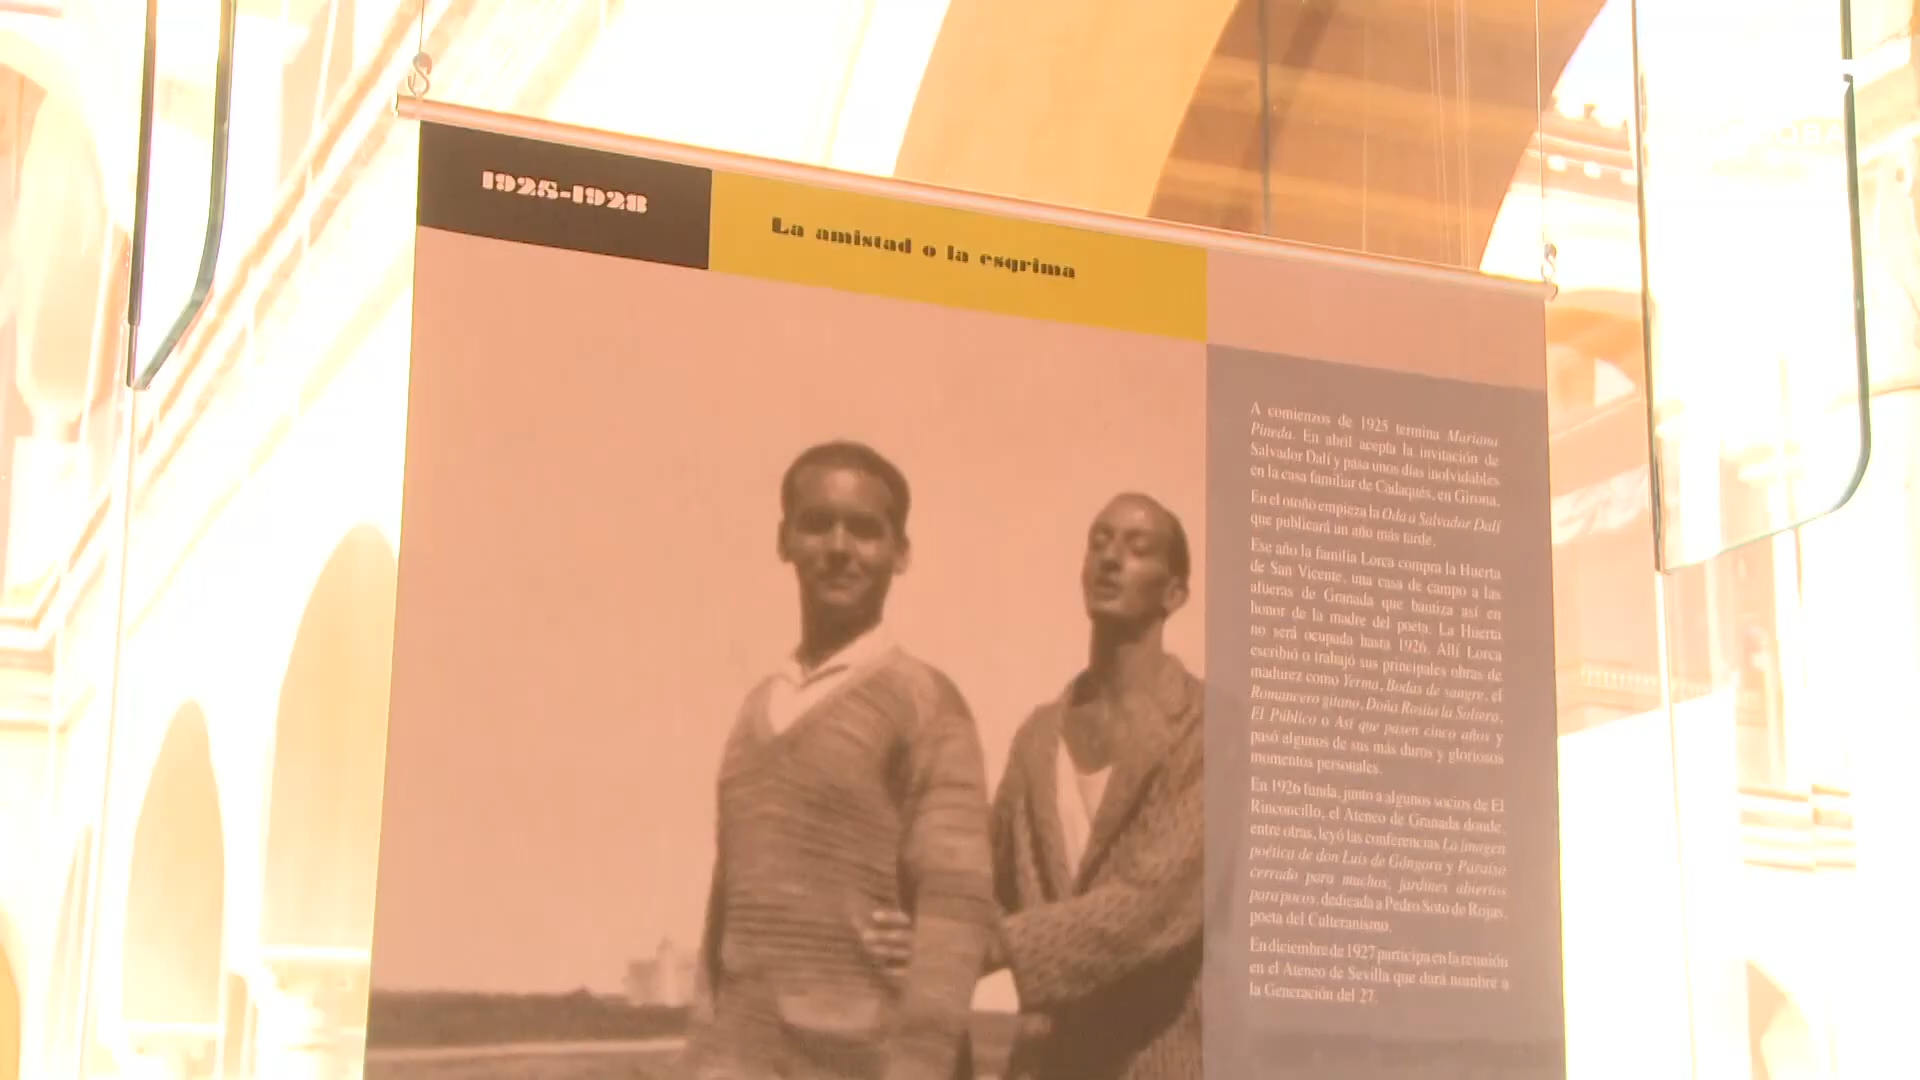 1925-1928
La amistad o la esgrima
A comienzos de 1925 termina Mariana
Pineda. En abril acepta la invitación de
Salvador Dalí y pasa unos días inolvidables
en la casa familiar de Cadaqués, en Girona.
En el otoño empieza la Oda a Salvador Dalí
que publicará un año más tarde.
Ese año la familia Lorca compra la Huerta
de San Vicente, una casa de campo a las
afueras de Granada que bautiza así en
honor de la madre del poeta. La Huerta
no será ocupada hasta 1926. Allí Lorca
escribió o trabajó sus principales obras de
madurez como Yerma, Bodas de sangre, el
Romancero gitano, Doña Rosita la Soltera,
El Público o Así que pasen cinco años y
pasó algunos de sus más duros y gloriosos
momentos personales.
En 1926 funda, junto a algunos socios de El
Rinconcillo, el Ateneo de Granada donde,
entre otras, leyó las conferencias La imagen
poética de don Luis de Góngora y Paraíso
cerrado para muchos, jardines abiertos
para pocos, dedicada a Pedro Soto de Rojas,
poeta del Culteranismo.
En diciembre de 1927 participa en la reunión
en el Ateneo de Sevilla que dará nombre a
la Generación del 27.